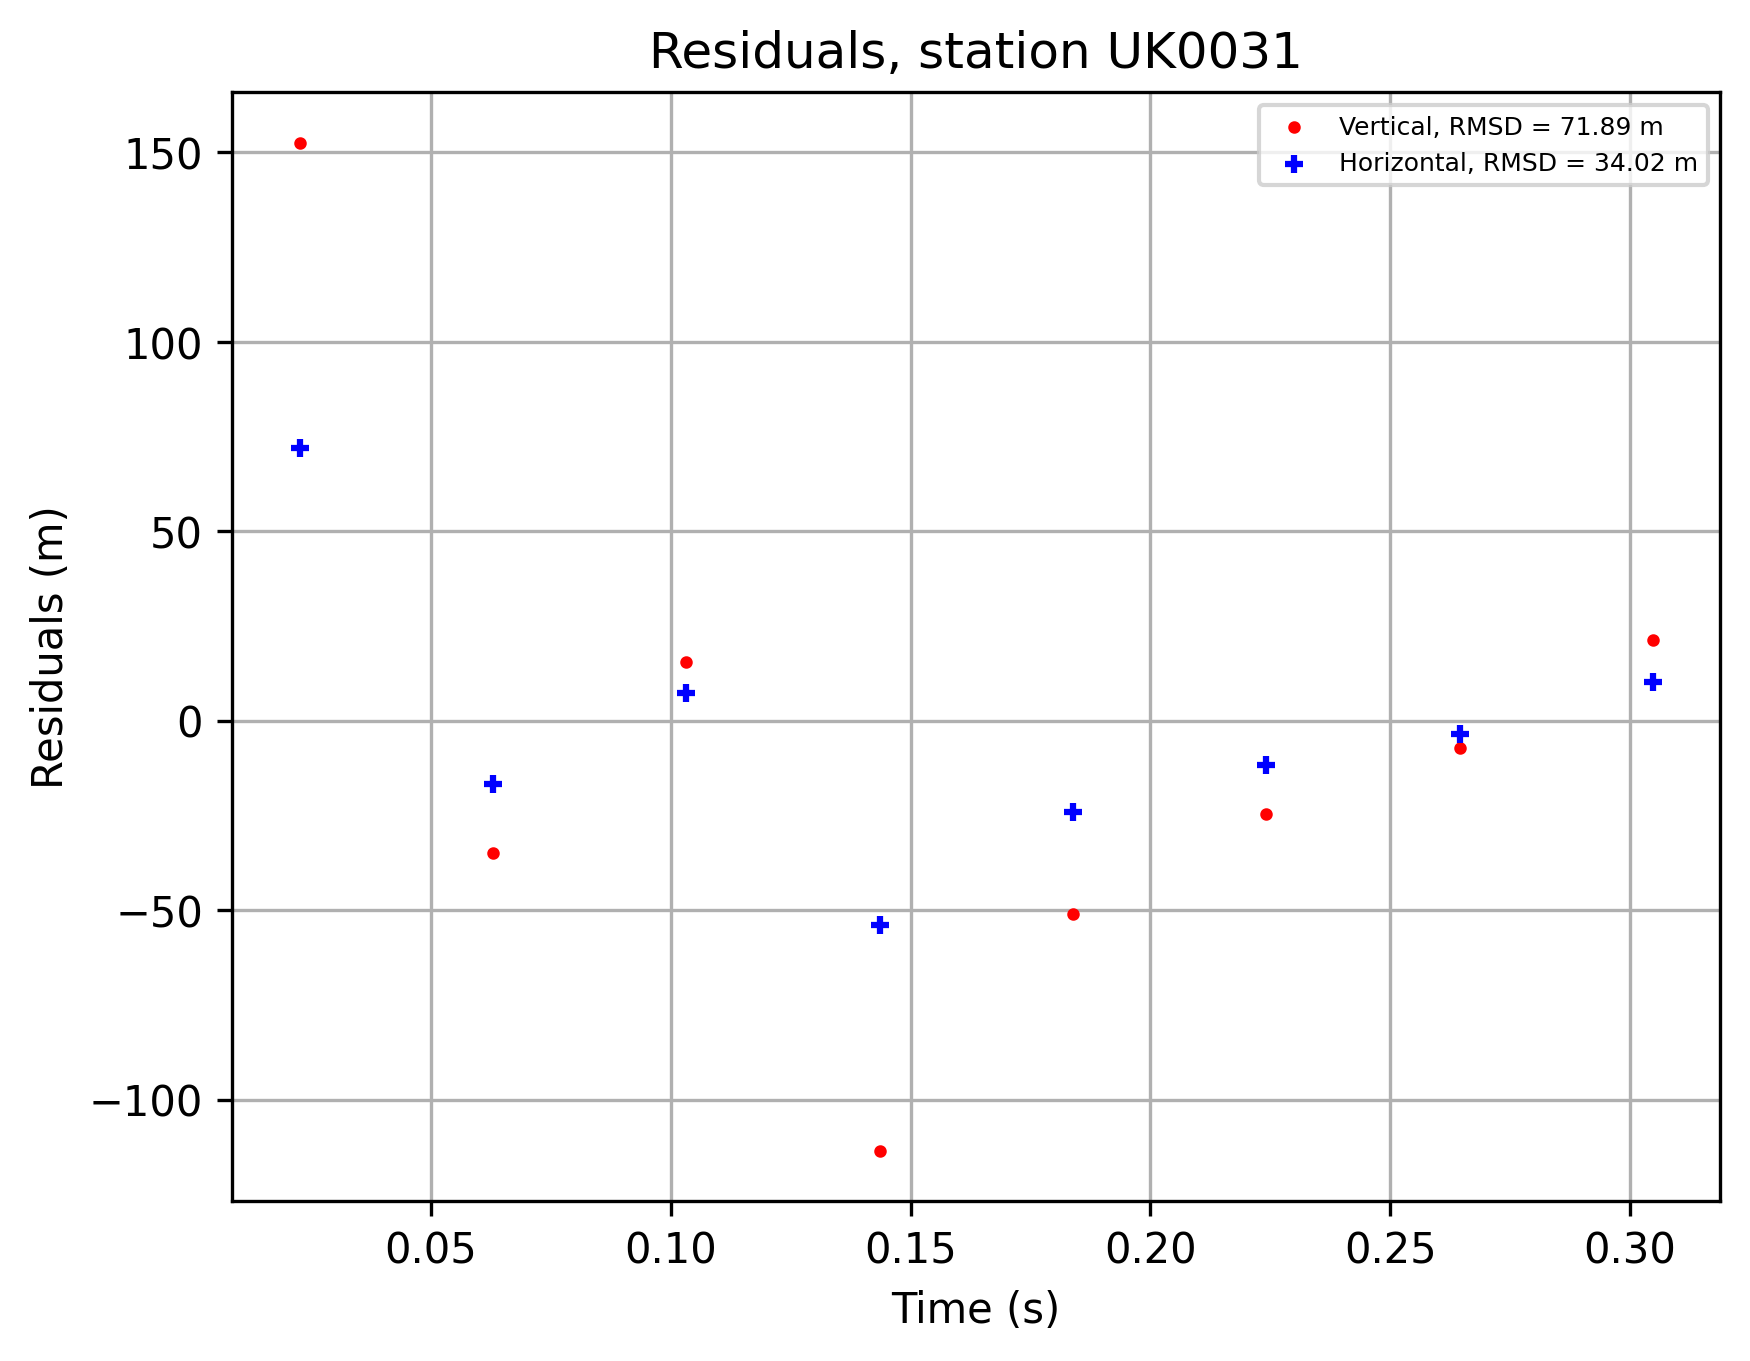 Residuals, station UK0031
Vertical, RMSD = 71.89 m
Horizontal, RMSD = 34.02 m
Residuals (m)
150
100
50
0
−50
−100
0.05 0.10 0.15 0.20 0.25 0.30
Time (s)